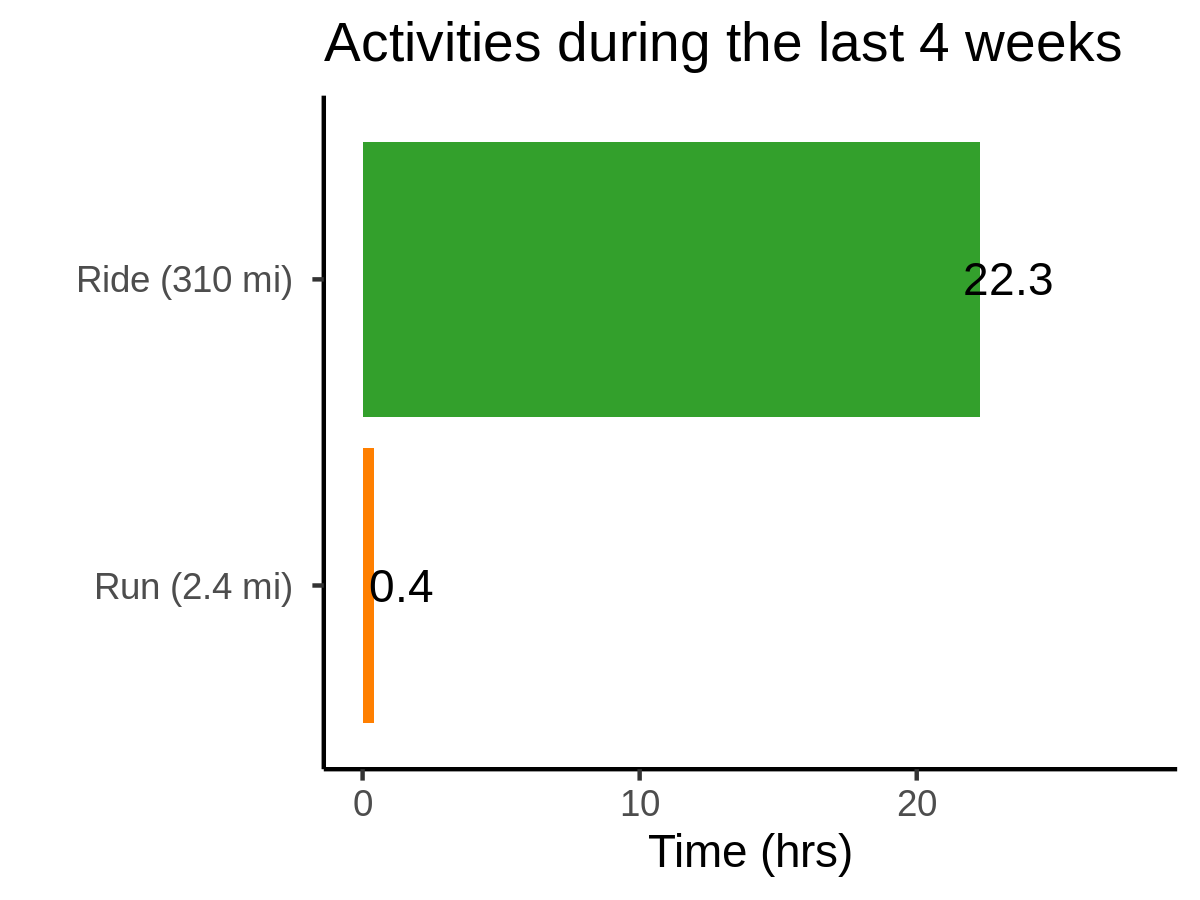 Activities during the last 4 weeks
Ride (310 mi)
22.3
Run (2.4 mi)
0.4
0 10 20
Time (hrs)